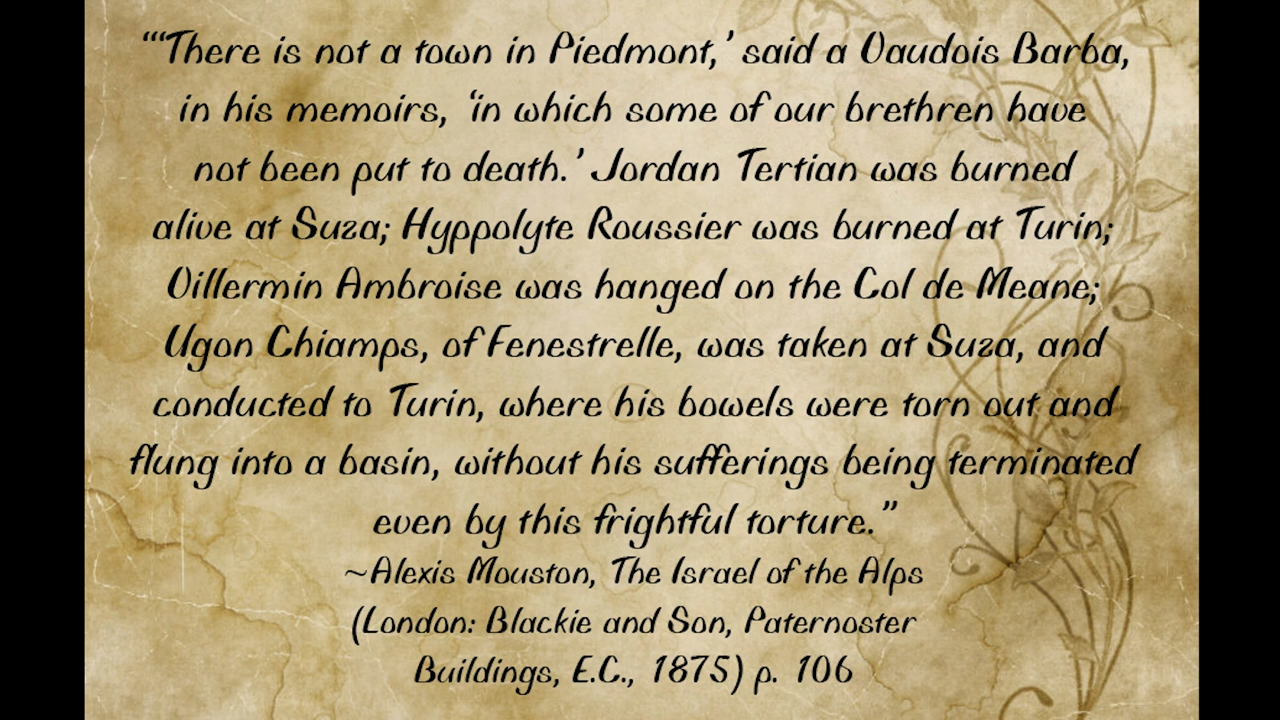 “‘There is not a town in Piedmont,’ said a Vaudois Barba,
in his memoirs, ‘in which some of our brethren have
not been put to death.’ Jordan Tertian was burned
alive at Suza; Hyppolyte Roussier was burned at Turin;
Villermin Ambroise was hanged on the Col de Meane;
Ugon Chiamps, of Fenestrelle, was taken at Suza, and
conducted to Turin, where his bowels were torn out and
flung into a basin, without his sufferings being terminated
even by this frightful torture.”
~Alexis Mouston, The Israel of the Alps
(London: Blackie and Son, Paternoster
Buildings, E.C., 1875) p. 106